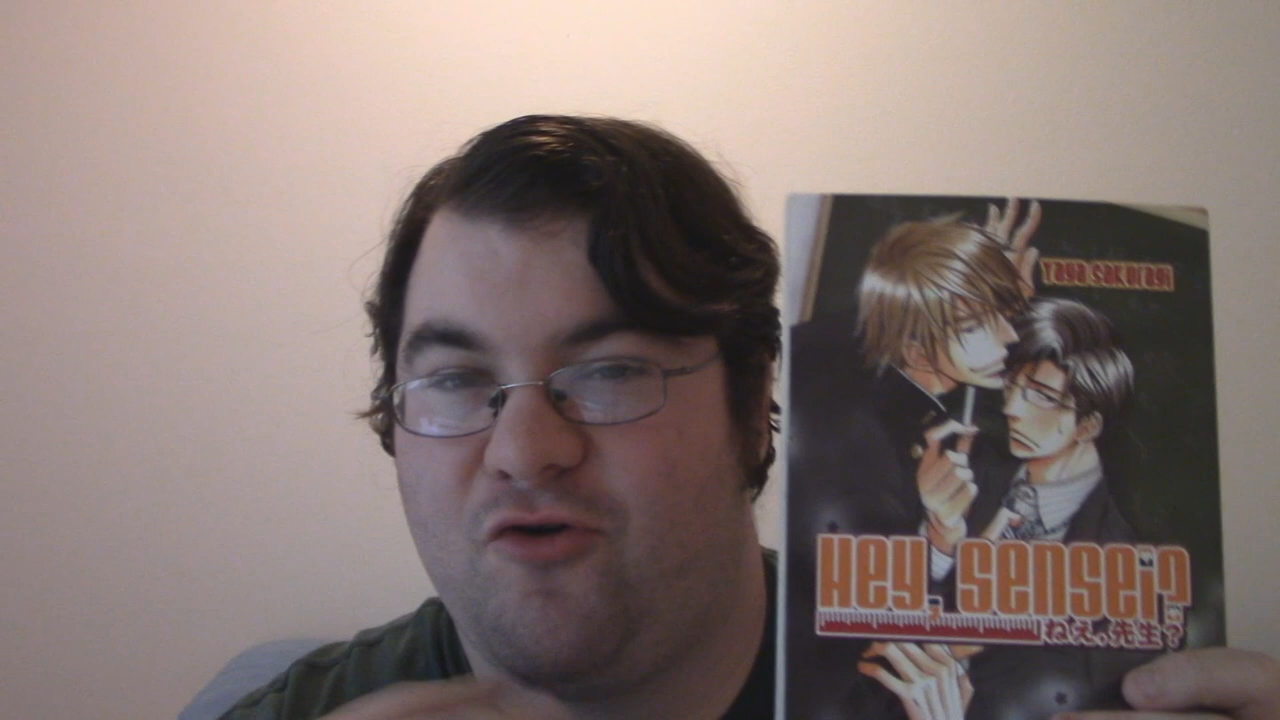 Yaya Sakuragi
Hey, Sensei?
ねえ、先生？